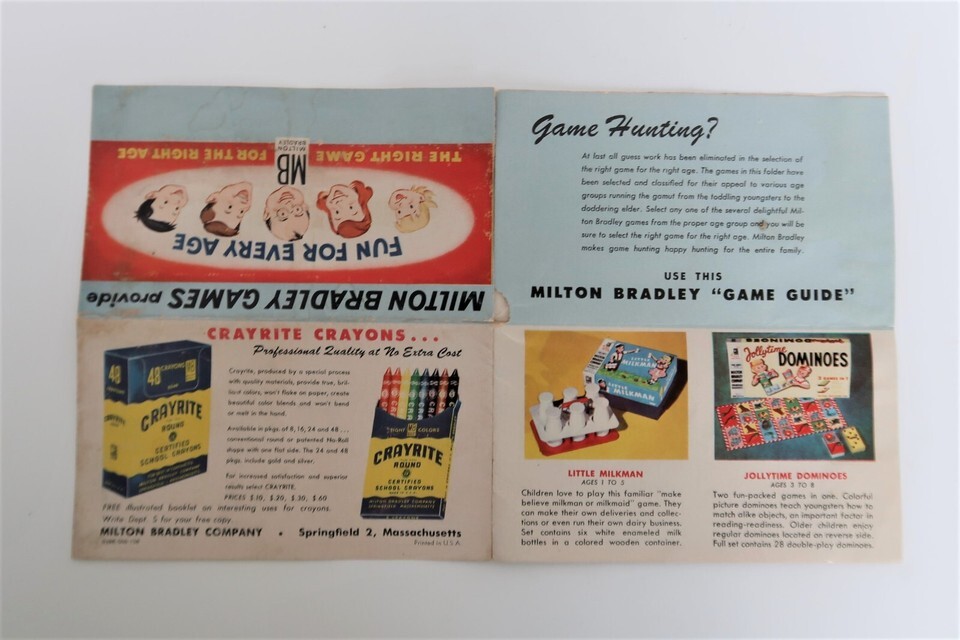 MILTON BRADLEY GAMES provide
FUN FOR EVERY AGE
MB
MILTON
BRADLEY
THE RIGHT GAME FOR THE RIGHT AGE
Game Hunting?
At last all guess work has been eliminated in the selection of
the right game for the right age. The games in this folder have
been selected and classified for their appeal to various age
groups running the gamut from the toddling youngsters to the
doddering elder. Select any one of the several delightful Mil-
ton Bradley games from the proper age group and you will be
sure to select the right game for the right age. Milton Bradley
makes game hunting happy hunting for the entire family.
USE THIS
MILTON BRADLEY "GAME GUIDE"
CRAYRITE CRAYONS...
Professional Quality at No Extra Cost
Crayrite, produced by a special process
with quality materials, provide true, bril-
liant colors, won't flake on paper, create
beautiful color blends and won't bend
or melt in the hand.
Available in pkgs. of 8, 16, 24 and 48...
conventional round or patented No-Roll
shape with one flat side. The 24 and 48
pkgs. include gold and silver.
For increased satisfaction and superior
results select CRAYRITE.
PRICES $.10, $.20, $.30, $.60
FREE illustrated booklet on interesting uses for crayons.
Write Dept. S for your free copy.
MILTON BRADLEY COMPANY • Springfield 2, Massachusetts
Printed in U.S.A.
48
48 CRAYONS
CRAYRITE
ROUND
CERTIFIED
SCHOOL CRAYONS
EIGHT COLORS
CRAYRITE
ROUND
CERTIFIED
SCHOOL CRAYONS
MILTON BRADLEY COMPANY
SPRINGFIELD, MASSACHUSETTS
LITTLE
MILKMAN
LITTLE
MILKMAN
LITTLE MILKMAN
AGES 1 TO 5
Children love to play this familiar "make
believe milkman or milkmaid" game. They
can make their own deliveries and collec-
tions or even run their own dairy business.
Set contains six white enameled milk
bottles in a colored wooden container.
DOMINOES
Jollytime
DOMINOES
JOLLYTIME DOMINOES
AGES 3 TO 8
Two fun-packed games in one. Colorful
picture dominoes teach youngsters how to
match alike objects, an important factor in
reading-readiness. Older children enjoy
regular dominoes located on reverse side.
Full set contains 28 double-play dominoes.